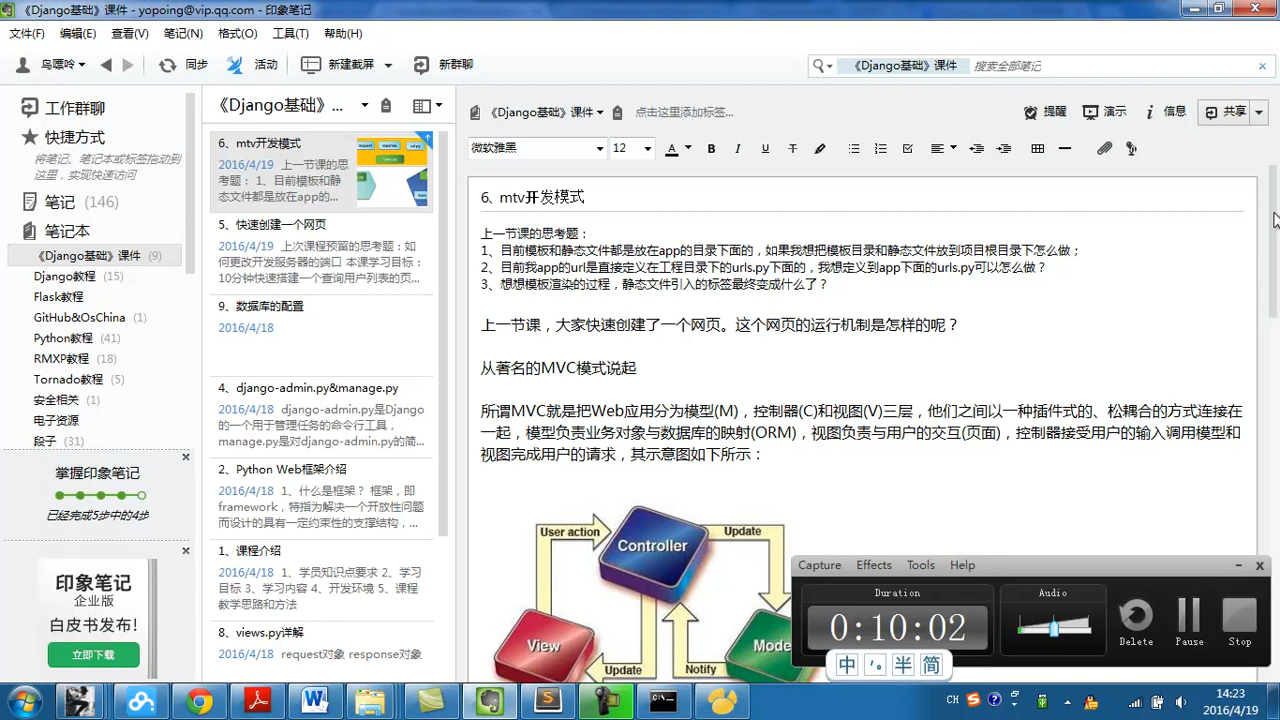 《Django基础》课件 - yopoing@vip.qq.com - 印象笔记
文件(F) 编辑(E) 查看(V) 笔记(N) 格式(O) 工具(T) 帮助(H)
鸟嘌呤 同步 活动 新建截屏 新群聊
《Django基础》课件 搜索全部笔记
工作群聊
快捷方式
将笔记、笔记本或标签拖动到
这里，实现快速访问
笔记 (146)
笔记本
《Django基础》课件 (9)
Django教程 (15)
Flask教程
GitHub&OsChina (1)
Python教程 (41)
RMXP教程 (18)
Tornado教程 (5)
安全相关 (1)
电子资源
段子 (31)
掌握印象笔记
已经完成5步中的4步
印象笔记
企业版
白皮书发布!
立即下载
《Django基础》...
6、mtv开发模式
2016/4/19 上一节课的思
考题： 1、目前模板和静
态文件都是放在app的...
5、快速创建一个网页
2016/4/19 上次课程预留的思考题：如
何更改开发服务器的端口 本课学习目标：
10分钟快速搭建一个查询用户列表的页...
9、数据库的配置
2016/4/18
4、django-admin.py&manage.py
2016/4/18 django-admin.py是Django
的一个用于管理任务的命令行工具，
manage.py是对django-admin.py的简...
2、Python Web框架介绍
2016/4/18 1、什么是框架？ 框架，即
framework，特指为解决一个开放性问题
而设计的具有一定约束性的支撑结构，...
1、课程介绍
2016/4/18 1、学员知识点要求 2、学习
目标 3、学习内容 4、开发环境 5、课程
教学思路和方法
8、views.py详解
2016/4/18 request对象 response对象
《Django基础》课件 点击这里添加标签...
提醒 演示 信息 共享
微软雅黑 12
6、mtv开发模式
上一节课的思考题：
1、目前模板和静态文件都是放在app的目录下面的，如果我想把模板目录和静态文件放到项目根目录下怎么做；
2、目前我app的url是直接定义在工程目录下的urls.py下面的，我想定义到app下面的urls.py可以怎么做？
3、想想模板渲染的过程，静态文件引入的标签最终变成什么了？
上一节课，大家快速创建了一个网页。这个网页的运行机制是怎样的呢？
从著名的MVC模式说起
所谓MVC就是把Web应用分为模型(M)，控制器(C)和视图(V)三层，他们之间以一种插件式的、松耦合的方式连接在
一起，模型负责业务对象与数据库的映射(ORM)，视图负责与用户的交互(页面)，控制器接受用户的输入调用模型和
视图完成用户的请求，其示意图如下所示：
User action
Controller
Update
View
Mode
Update
Notify
Capture Effects Tools Help
Duration
0:10:02
Audio
Delete
Pause
Stop
中 半 简
CH
14:23
2016/4/19